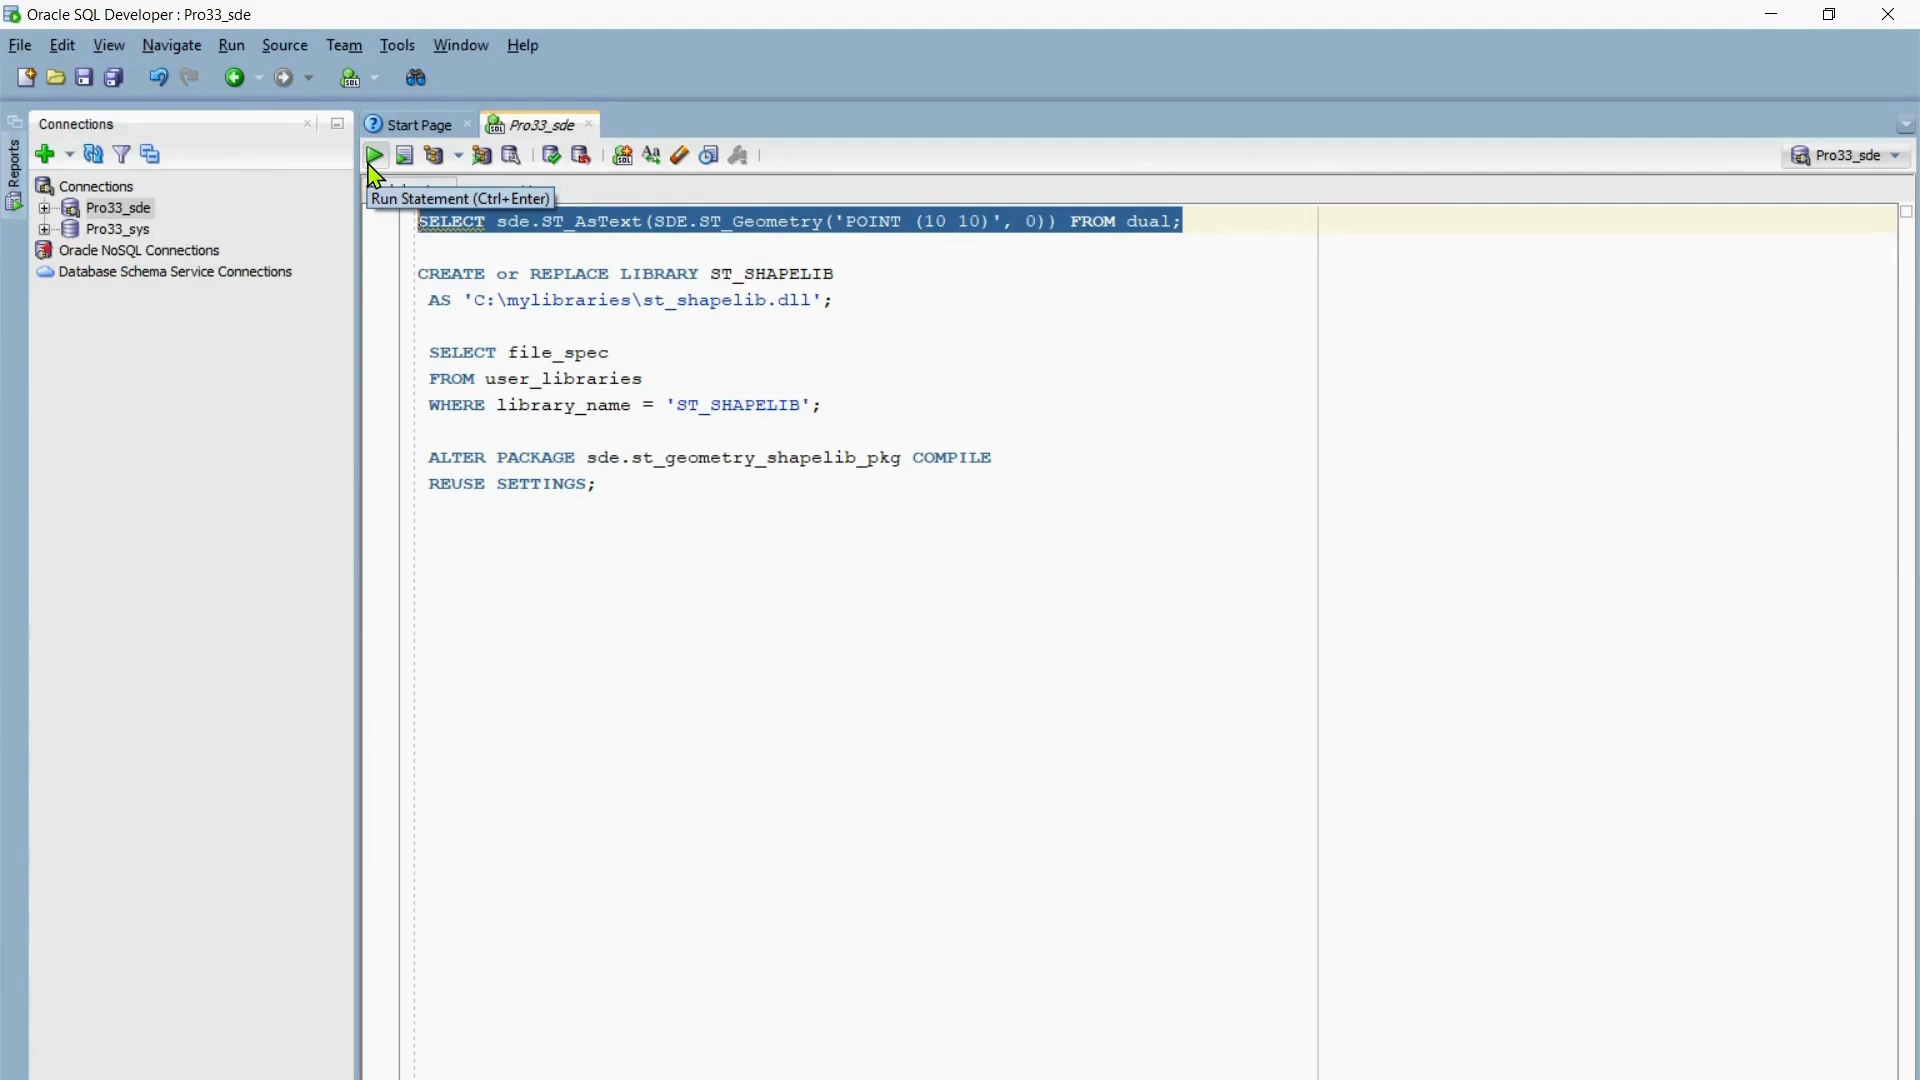 Oracle SQL Developer : Pro33_sde
File Edit View Navigate Run Source Team Tools Window Help
Connections
Start Page
Pro33_sde
Reports
Pro33_sde
Run Statement (Ctrl+Enter)
Connections
Pro33_sde
Pro33_sys
Oracle NoSQL Connections
Database Schema Service Connections
SELECT sde.ST_AsText(SDE.ST_Geometry('POINT (10 10)', 0)) FROM dual;
CREATE or REPLACE LIBRARY ST_SHAPELIB
AS 'C:\mylibraries\st_shapelib.dll';
SELECT file_spec
FROM user_libraries
WHERE library_name = 'ST_SHAPELIB';
ALTER PACKAGE sde.st_geometry_shapelib_pkg COMPILE
REUSE SETTINGS;